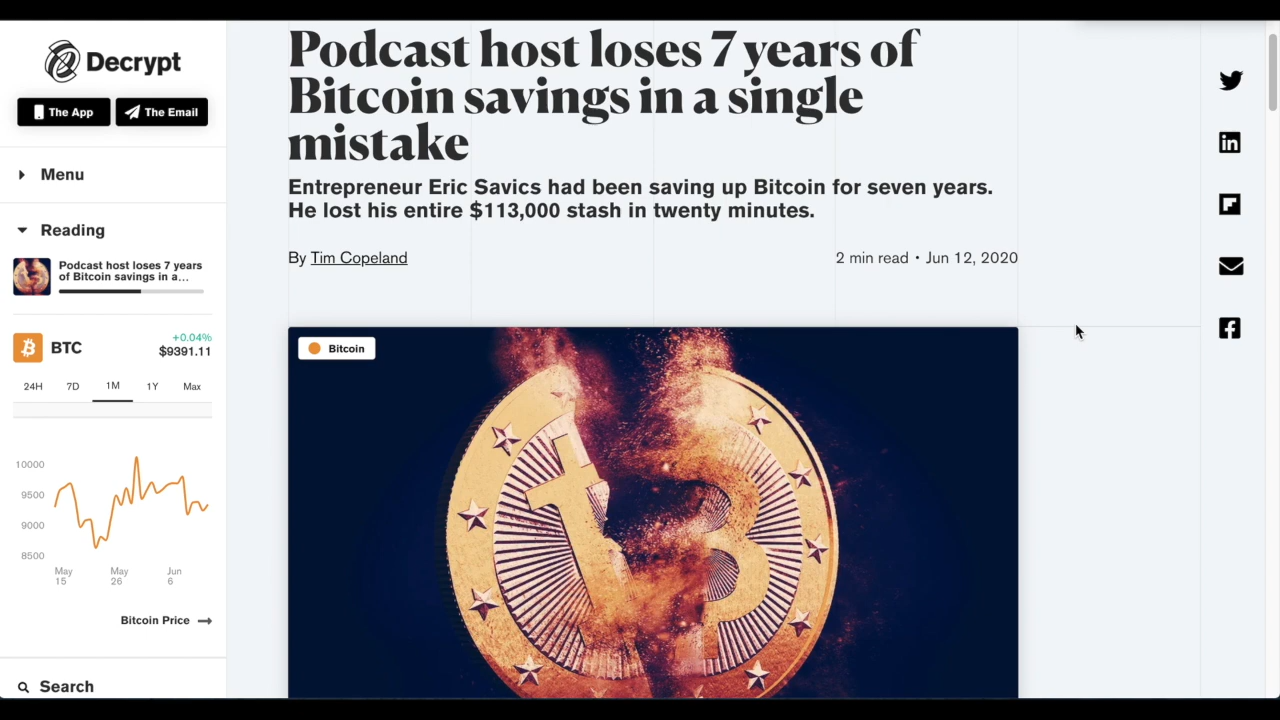 Decrypt
The App
The Email
Menu
Reading
Podcast host loses 7 years
of Bitcoin savings in a...
BTC
+0.04%
$9391.11
24H 7D 1M 1Y Max
10000
9500
9000
8500
May 15
May 26
Jun 6
Bitcoin Price
Search
Podcast host loses 7 years of
Bitcoin savings in a single
mistake
Entrepreneur Eric Savics had been saving up Bitcoin for seven years.
He lost his entire $113,000 stash in twenty minutes.
By Tim Copeland
2 min read • Jun 12, 2020
Bitcoin